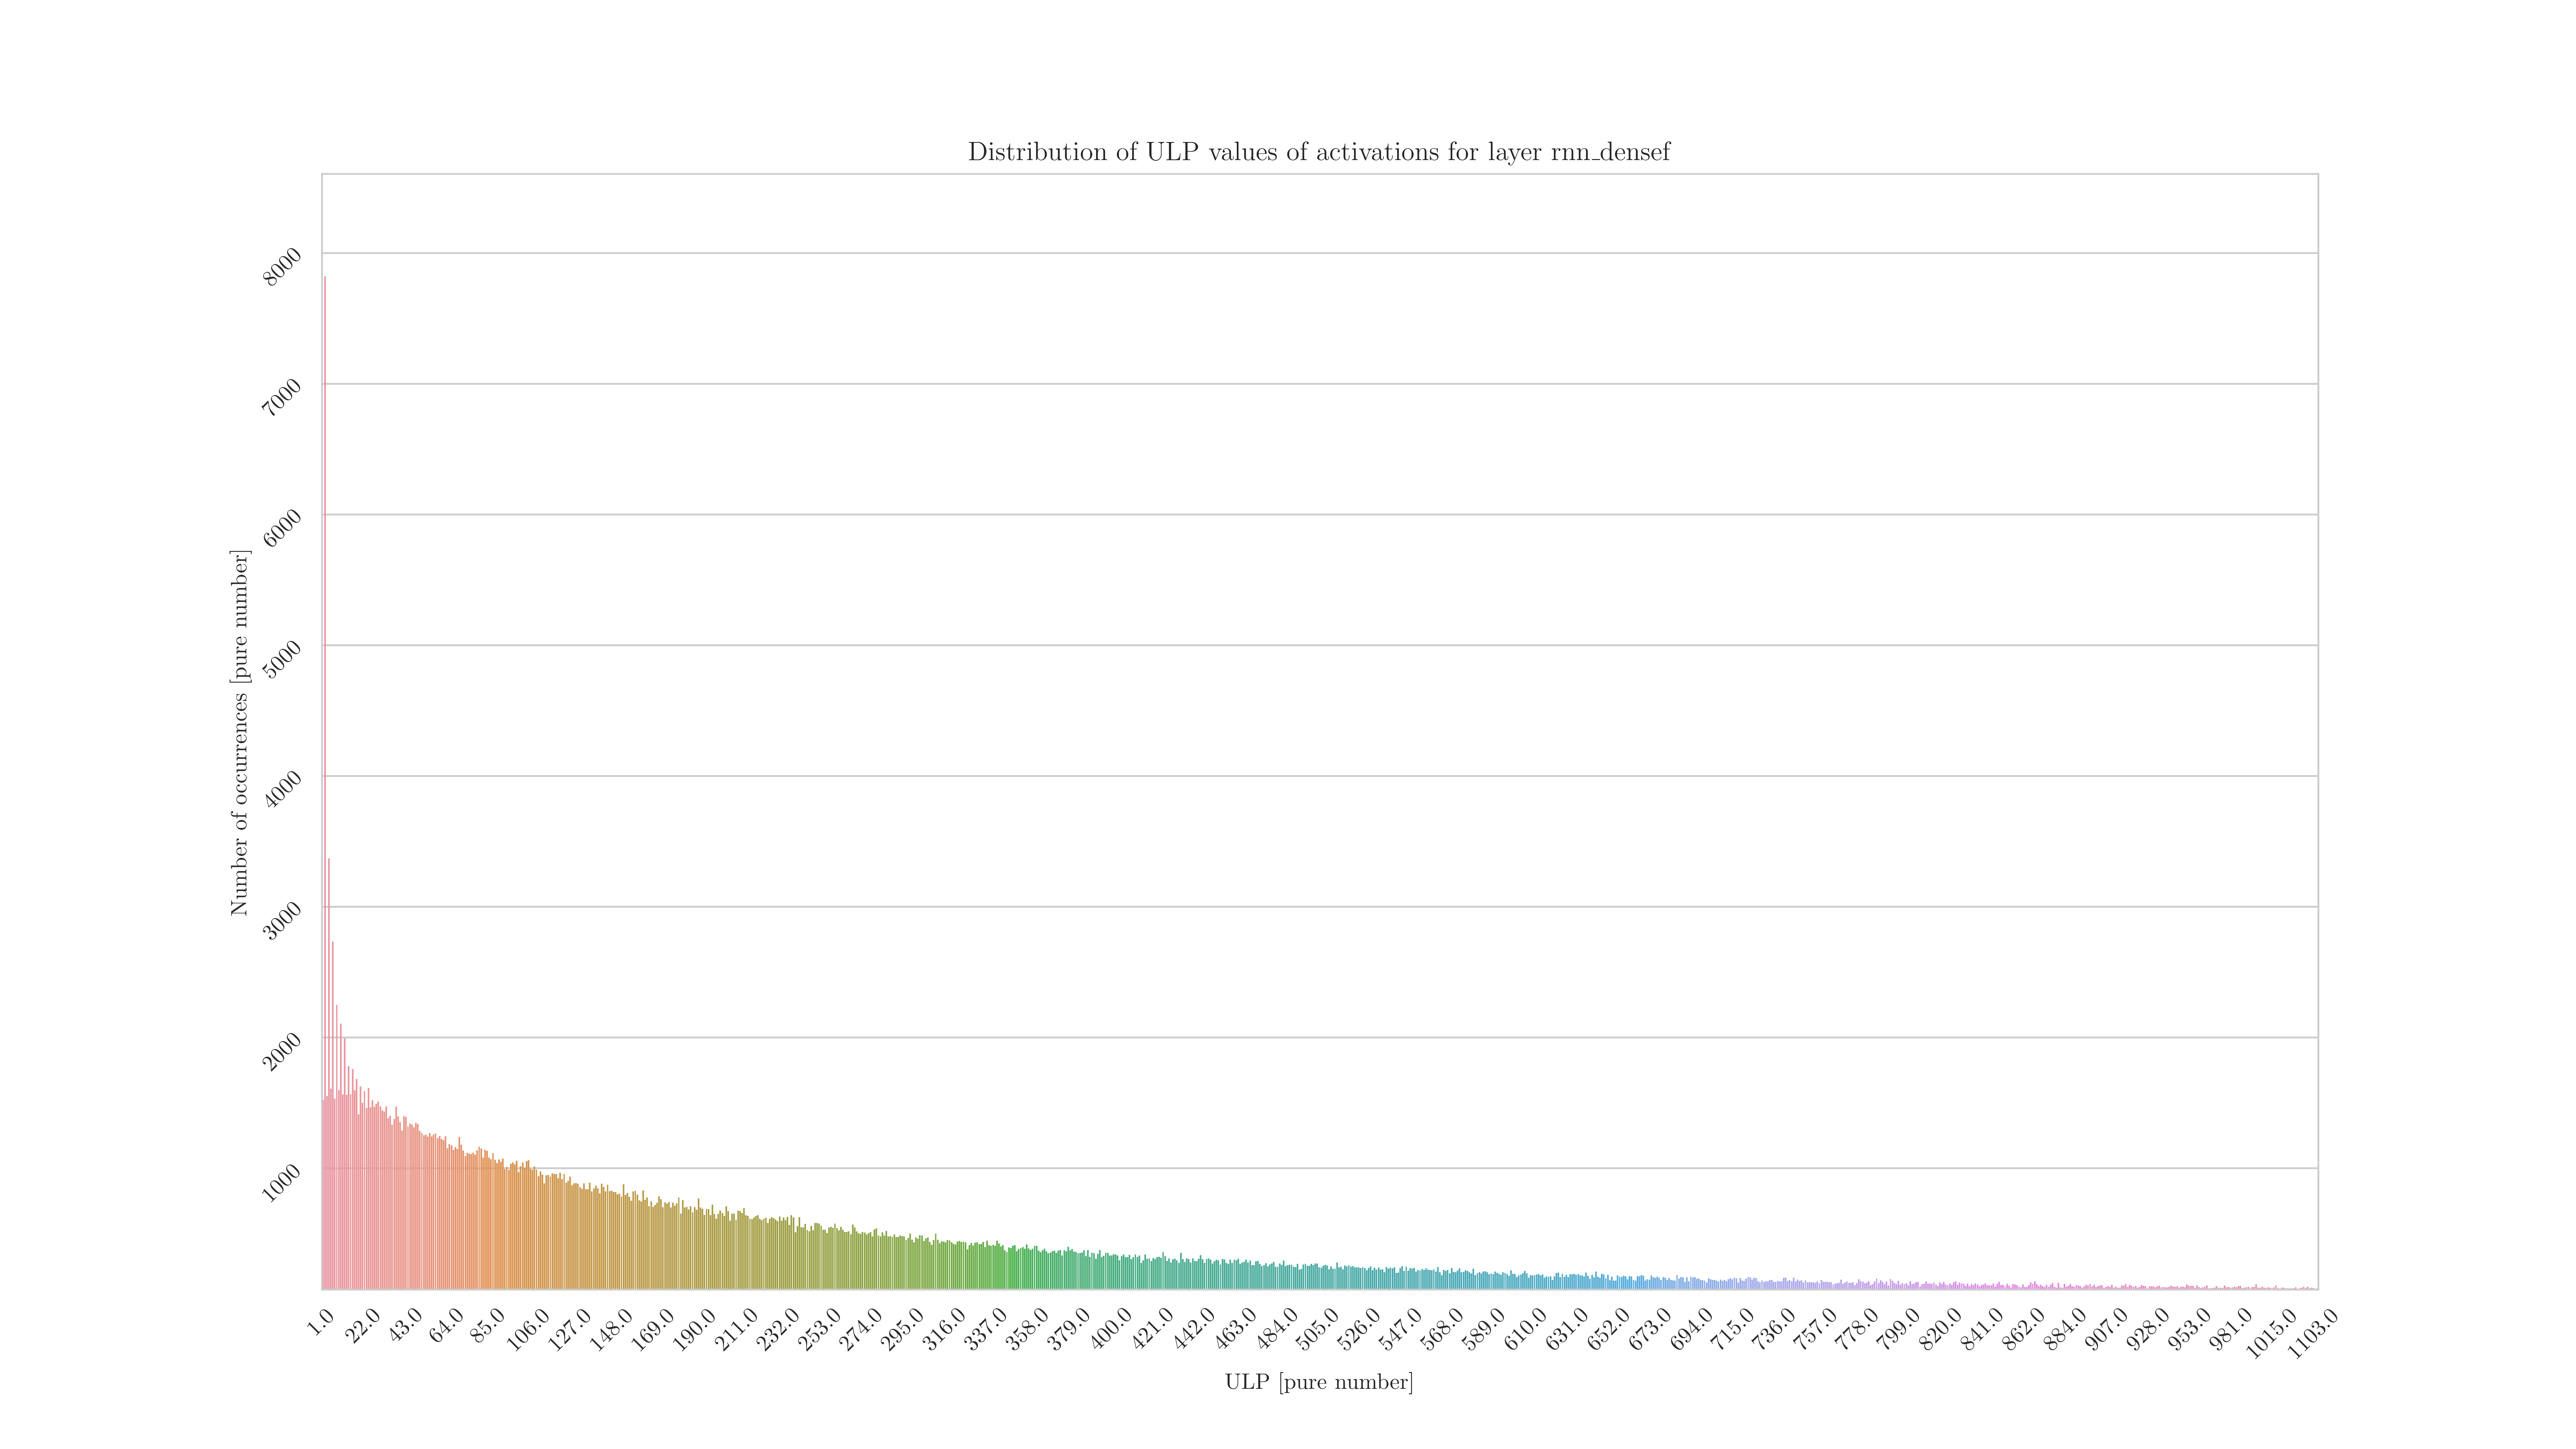 Distribution of ULP values of activations for layer rnn_densef
8000
7000
6000
5000
4000
3000
2000
1000
Number of occurrences [pure number]
1.0 22.0 43.0 64.0 85.0 106.0 127.0 148.0 169.0 190.0 211.0 232.0 253.0 274.0 295.0 316.0 337.0 358.0 379.0 400.0 421.0 442.0 463.0 484.0 505.0 526.0 547.0 568.0 589.0 610.0 631.0 652.0 673.0 694.0 715.0 736.0 757.0 778.0 799.0 820.0 841.0 862.0 884.0 907.0 928.0 953.0 981.0 1015.0 1103.0
ULP [pure number]